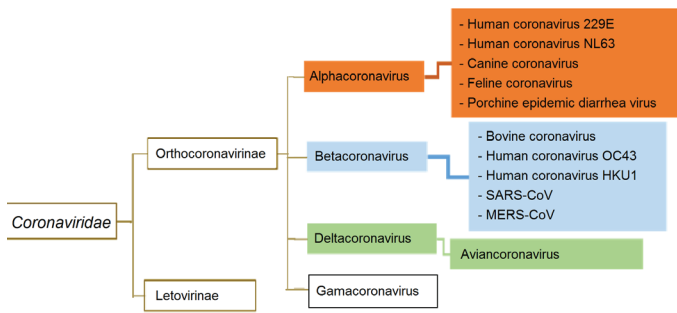 - Human coronavirus 229E
- Human coronavirus NL63
- Canine coronavirus
- Feline coronavirus
- Porchine epidemic diarrhea virus
Alphacoronavirus
- Bovine coronavirus
- Human coronavirus OC43
- Human coronavirus HKU1
- SARS-CoV
- MERS-CoV
Orthocoronavirinae
Betacoronavirus
Coronaviridae
Deltacoronavirus
Aviancoronavirus
Letovirinae
Gamacoronavirus